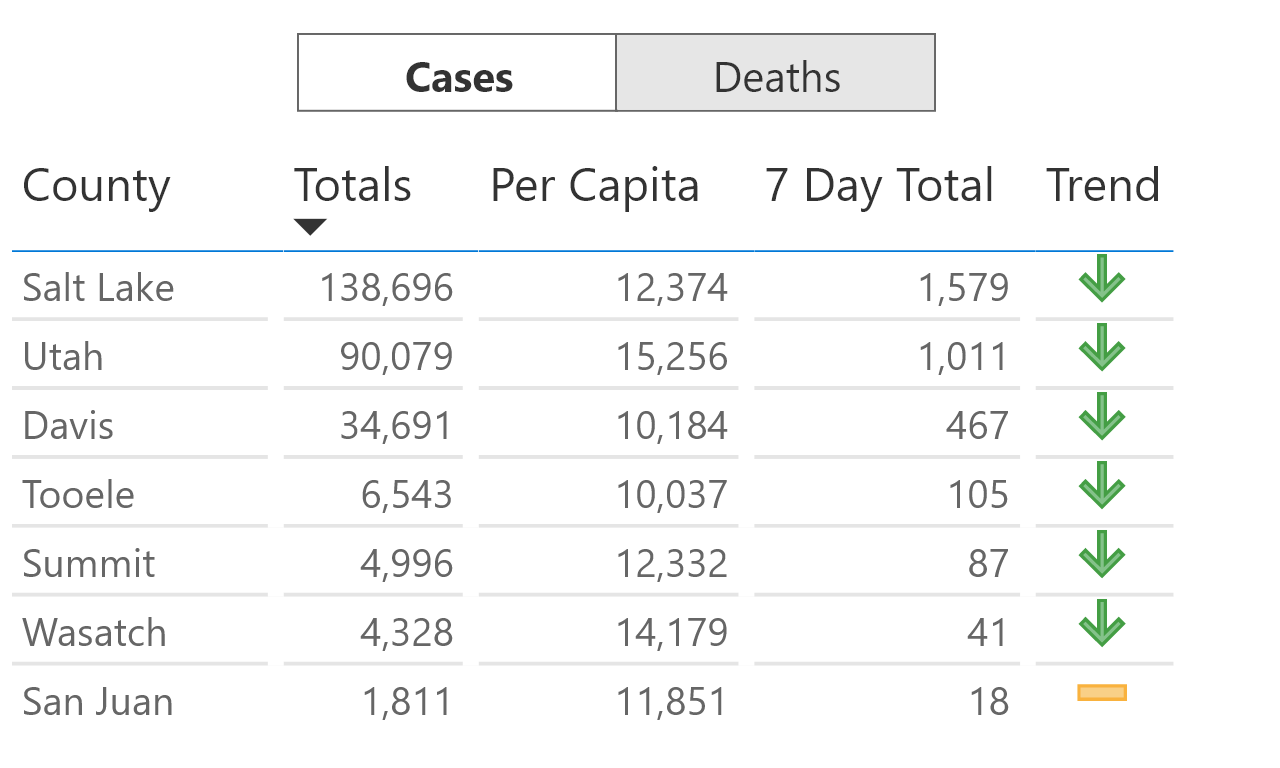 Cases Deaths
County Totals Per Capita 7 Day Total Trend
Salt Lake 138,696 12,374 1,579
Utah 90,079 15,256 1,011
Davis 34,691 10,184 467
Tooele 6,543 10,037 105
Summit 4,996 12,332 87
Wasatch 4,328 14,179 41
San Juan 1,811 11,851 18